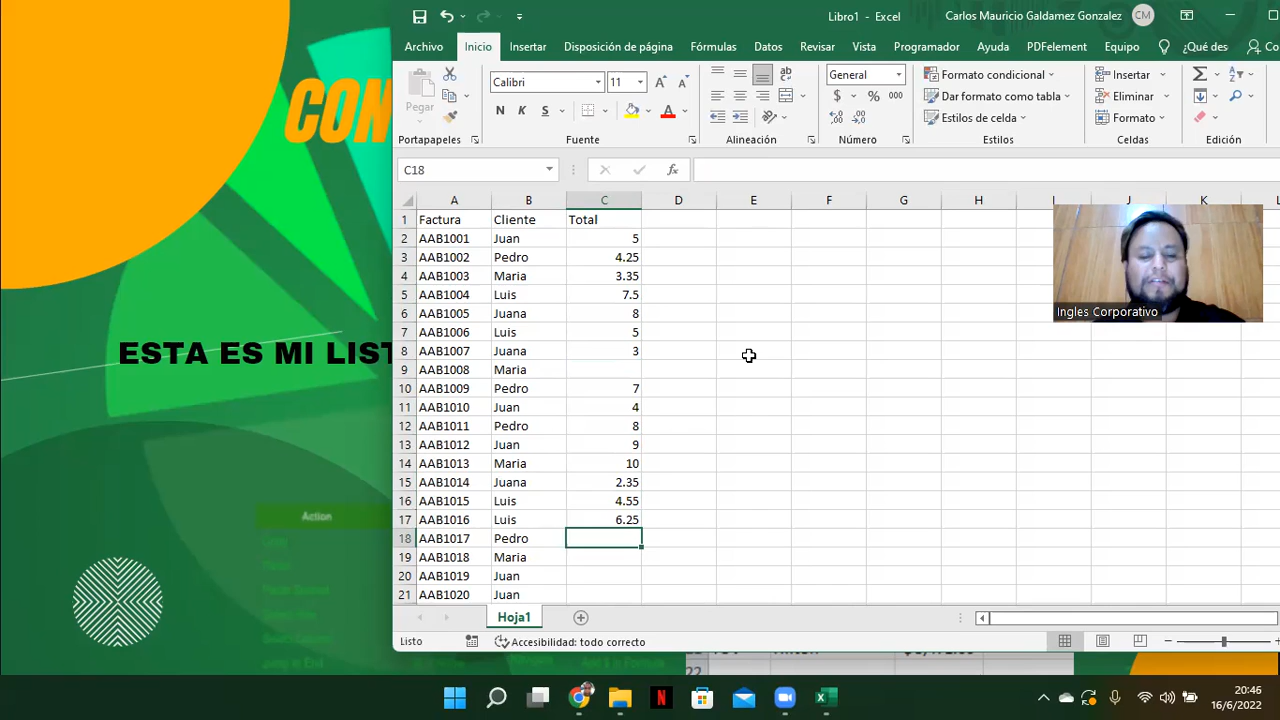 Libro1 - Excel
Carlos Mauricio Galdamez Gonzalez
CM
Archivo Inicio Insertar Disposición de página Fórmulas Datos Revisar Vista Programador Ayuda PDFelement Equipo ¿Qué des Co
Pegar
Calibri 11
N K S
General
$ % 000
Formato condicional
Dar formato como tabla
Estilos de celda
Insertar
Eliminar
Formato
Portapapeles Fuente Alineación Número Estilos Celdas Edición
C18
fx
A B C D E F G H I J K L
1 Factura Cliente Total
2 AAB1001 Juan 5
3 AAB1002 Pedro 4.25
4 AAB1003 Maria 3.35
5 AAB1004 Luis 7.5
6 AAB1005 Juana 8
7 AAB1006 Luis 5
8 AAB1007 Juana 3
9 AAB1008 Maria
10 AAB1009 Pedro 7
11 AAB1010 Juan 4
12 AAB1011 Pedro 8
13 AAB1012 Juan 9
14 AAB1013 Maria 10
15 AAB1014 Juana 2.35
16 AAB1015 Luis 4.55
17 AAB1016 Luis 6.25
18 AAB1017 Pedro
19 AAB1018 Maria
20 AAB1019 Juan
21 AAB1020 Juan
Ingles Corporativo
CON
ESTA ES MI LIST
Action
Hoja1
Listo
Accesibilidad: todo correcto
22
20:46
16/6/2022